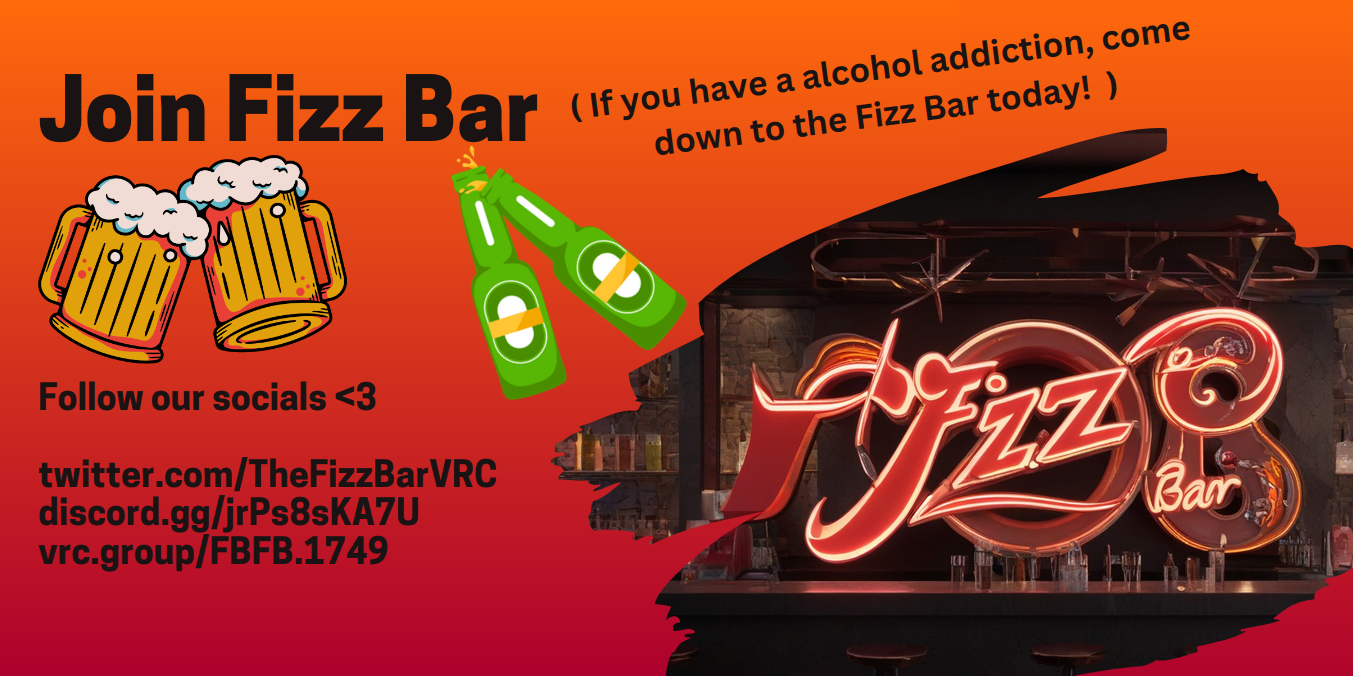 Join Fizz Bar
( If you have a alcohol addiction, come
down to the Fizz Bar today! )
Follow our socials <3
twitter.com/TheFizzBarVRC
discord.gg/jrPs8sKA7U
vrc.group/FBFB.1749
Fizz
Bar